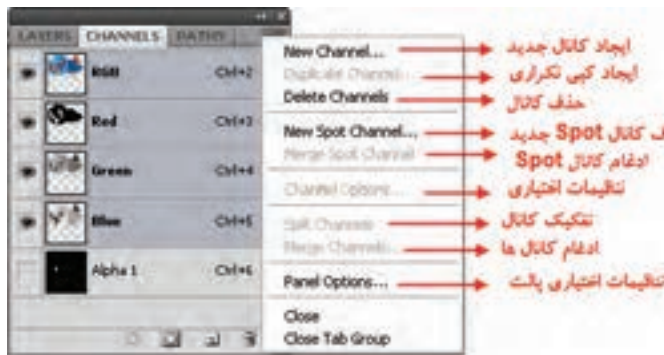 LAYERS CHANNELS PATHS
RGB Ctrl+2
Red Ctrl+3
Green Ctrl+4
Blue Ctrl+5
Alpha 1 Ctrl+6
New Channel... ایجاد کانال جدید
Duplicate Channel... ایجاد کپی تکراری
Delete Channels حذف کانال
New Spot Channel... ک کانال Spot جدید
Merge Spot Channel ادغام کانال Spot
Channel Options... تنظیمات اختیاری
Split Channels تفکیک کانال
Merge Channels... ادغام کانال ها
Panel Options... تنظیمات اختیاری پالت
Close
Close Tab Group